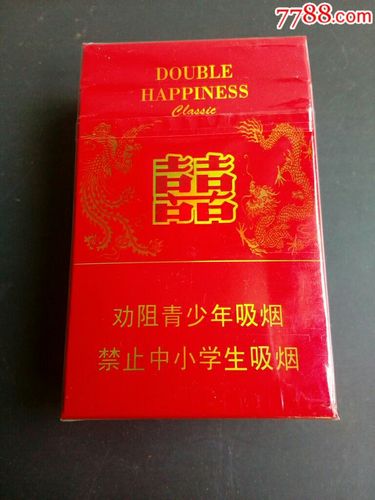 7788.com
DOUBLE
HAPPINESS
Classic
囍
劝阻青少年吸烟
禁止中小学生吸烟